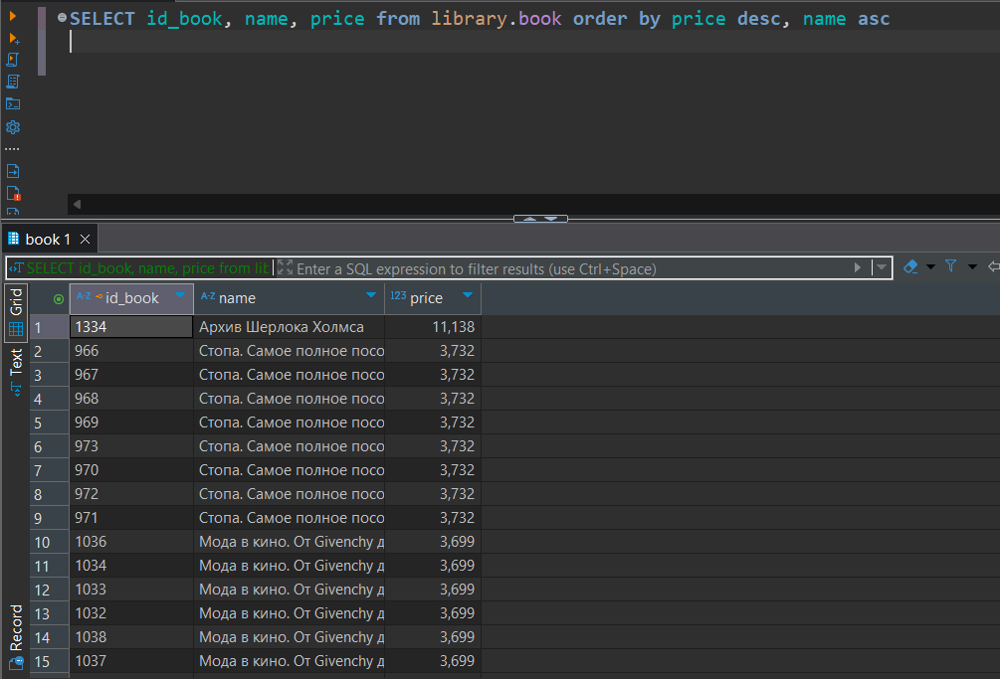 SELECT id_book, name, price from library.book order by price desc, name asc
book 1
SELECT id_book, name, price from lib
Enter a SQL expression to filter results (use Ctrl+Space)
Grid
Text
Record
A-Z id_book A-Z name 123 price
1 1334 Архив Шерлока Холмса 11,138
2 966 Стопа. Самое полное посо 3,732
3 967 Стопа. Самое полное посо 3,732
4 968 Стопа. Самое полное посо 3,732
5 969 Стопа. Самое полное посо 3,732
6 973 Стопа. Самое полное посо 3,732
7 970 Стопа. Самое полное посо 3,732
8 972 Стопа. Самое полное посо 3,732
9 971 Стопа. Самое полное посо 3,732
10 1036 Мода в кино. От Givenchy д 3,699
11 1034 Мода в кино. От Givenchy д 3,699
12 1033 Мода в кино. От Givenchy д 3,699
13 1032 Мода в кино. От Givenchy д 3,699
14 1038 Мода в кино. От Givenchy д 3,699
15 1037 Мода в кино. От Givenchy д 3,699